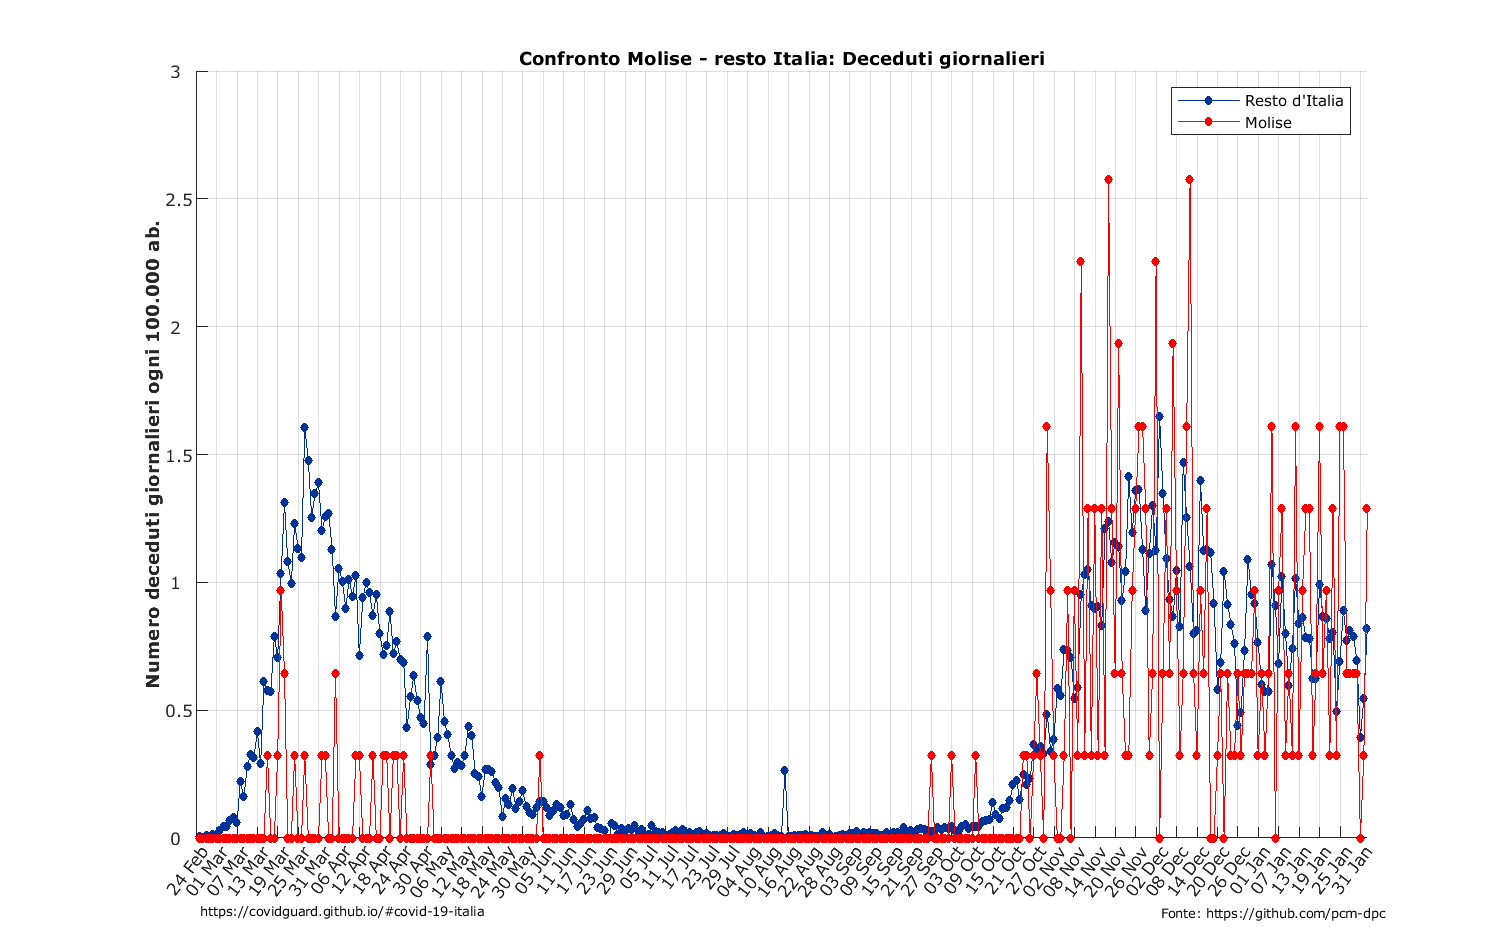 Confronto Molise - resto Italia: Deceduti giornalieri
Resto d'Italia
Molise
Numero deceduti giornalieri ogni 100.000 ab.
3
2.5
2
1.5
1
0.5
0
24 Feb
01 Mar
07 Mar
13 Mar
19 Mar
25 Mar
31 Mar
06 Apr
12 Apr
18 Apr
24 Apr
30 Apr
06 May
12 May
18 May
24 May
30 May
05 Jun
11 Jun
17 Jun
23 Jun
29 Jun
05 Jul
11 Jul
17 Jul
23 Jul
29 Jul
04 Aug
10 Aug
16 Aug
22 Aug
28 Aug
03 Sep
09 Sep
15 Sep
21 Sep
27 Sep
03 Oct
09 Oct
15 Oct
21 Oct
27 Oct
02 Nov
08 Nov
14 Nov
20 Nov
26 Nov
02 Dec
08 Dec
14 Dec
20 Dec
26 Dec
01 Jan
07 Jan
13 Jan
19 Jan
25 Jan
31 Jan
https://covidguard.github.io/#covid-19-italia
Fonte: https://github.com/pcm-dpc